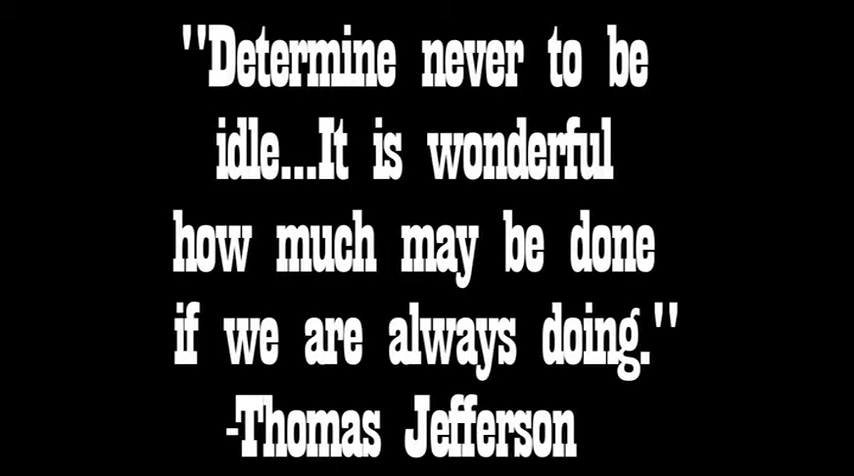 "Determine never to be
idle...It is wonderful
how much may be done
if we are always doing."
-Thomas Jefferson